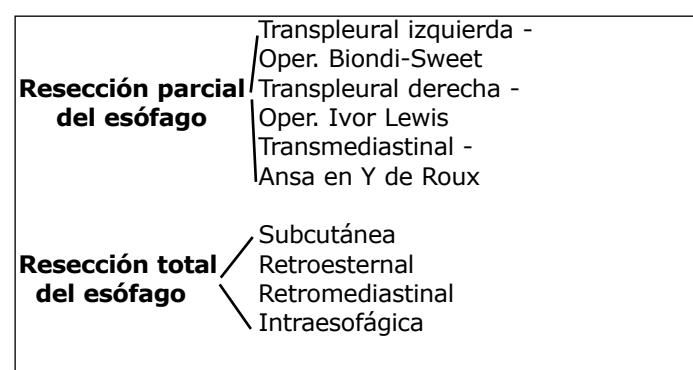 Transpleural izquierda -
Oper. Biondi-Sweet
Resección parcial Transpleural derecha -
del esófago Oper. Ivor Lewis
Transmediastinal -
Ansa en Y de Roux
Subcutánea
Resección total Retroesternal
del esófago Retromediastinal
Intraesofágica